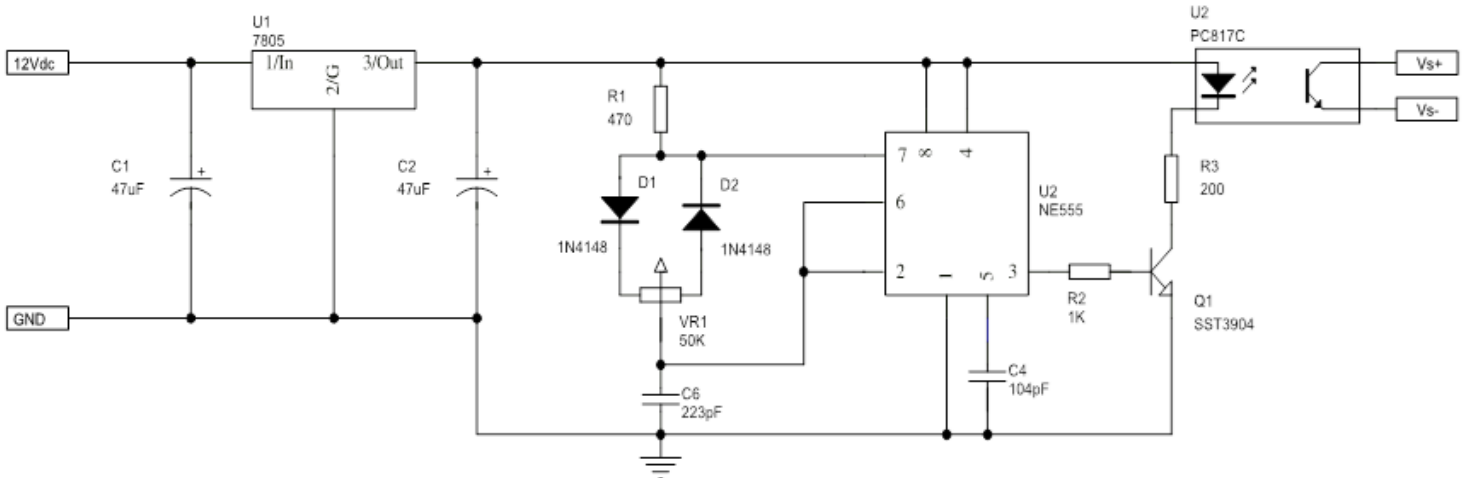 U1
7805
12Vdc
1/In
2/G
3/Out
C1
47uF
+
C2
47uF
+
GND
R1
470
D1
1N4148
D2
1N4148
VR1
50K
C6
223pF
7
8
4
6
2
1
5
3
U2
NE555
C4
104pF
R2
1K
Q1
SST3904
R3
200
U2
PC817C
Vs+
Vs-